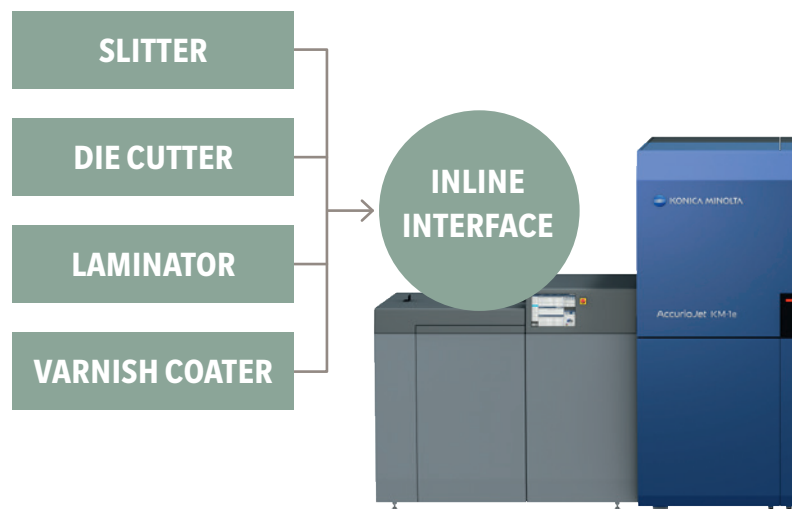 SLITTER
DIE CUTTER
LAMINATOR
VARNISH COATER
INLINE
INTERFACE
KONICA MINOLTA
AccurioJet KM-1e